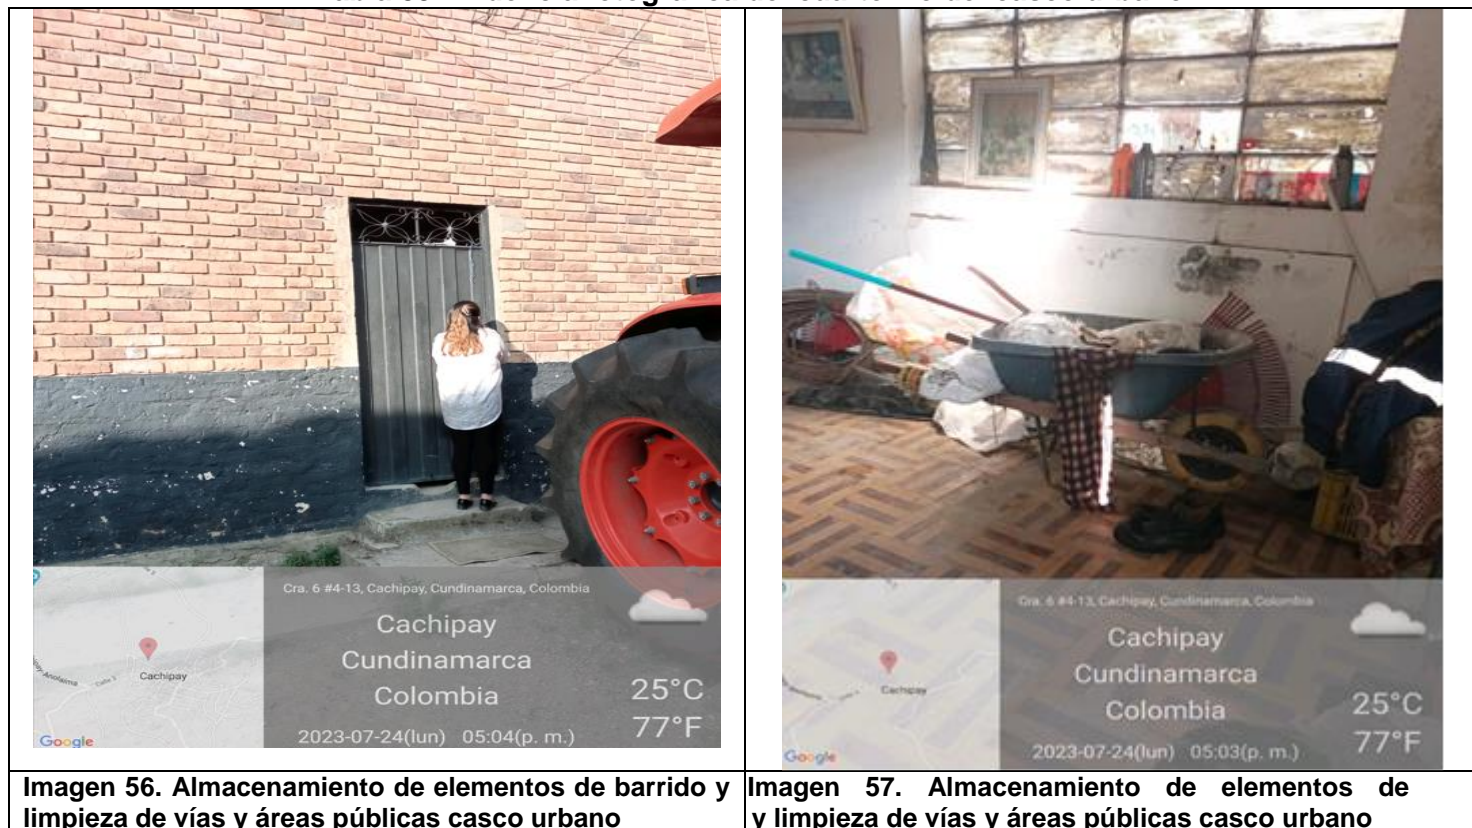 Cra. 6 #4-13, Cachipay, Cundinamarca, Colombia
Cachipay
Cundinamarca
Colombia
25°C
77°F
2023-07-24(lun) 05:04(p. m.)
Cachipay
Google
Cra. 6 #4-13, Cachipay, Cundinamarca, Colombia
Cachipay
Cundinamarca
Colombia
25°C
77°F
2023-07-24(lun) 05:03(p. m.)
Cachipay
Google
Imagen 56. Almacenamiento de elementos de barrido y
limpieza de vías y áreas públicas casco urbano
Imagen 57. Almacenamiento de elementos de
y limpieza de vías y áreas públicas casco urbano